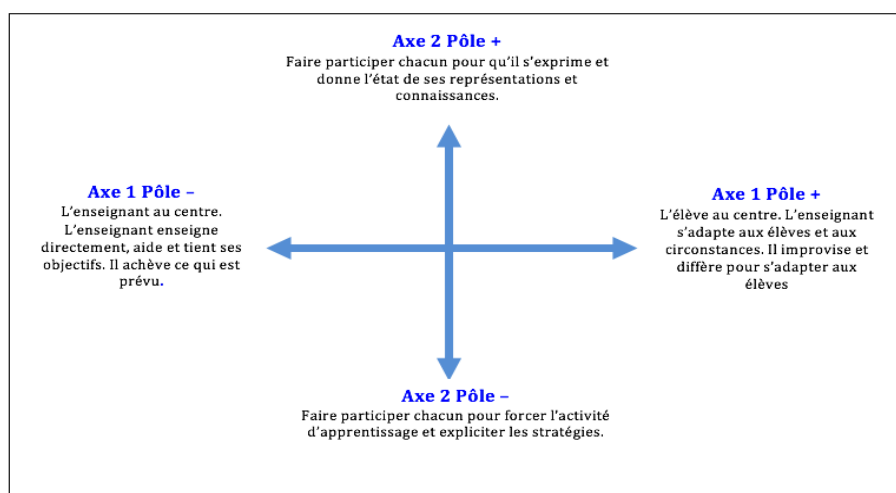 Axe 2 Pôle +
Faire participer chacun pour qu’il s’exprime et
donne l’état de ses représentations et
connaissances.
Axe 1 Pôle –
L’enseignant au centre.
L’enseignant enseigne
directement, aide et tient ses
objectifs. Il achève ce qui est
prévu.
Axe 1 Pôle +
L’élève au centre. L’enseignant
s’adapte aux élèves et aux
circonstances. Il improvise et
diffère pour s’adapter aux
élèves
Axe 2 Pôle –
Faire participer chacun pour forcer l’activité
d’apprentissage et expliciter les stratégies.